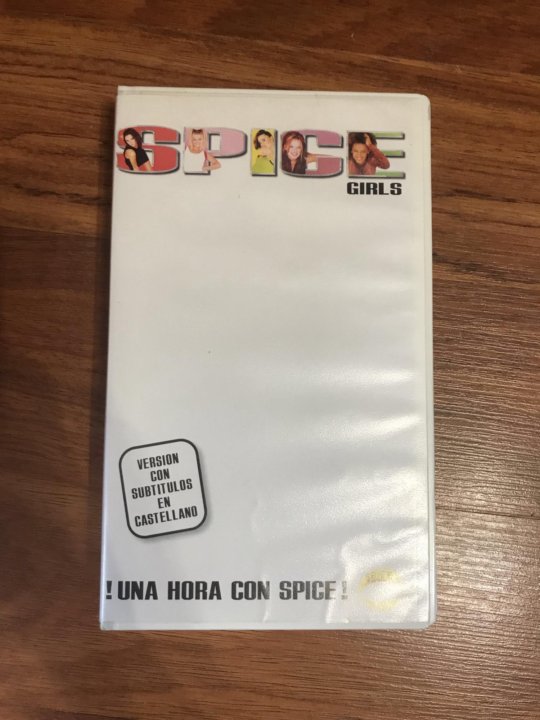 SPICE
GIRLS
VERSION
CON
SUBTITULOS
EN
CASTELLANO
!UNA HORA CON SPICE!